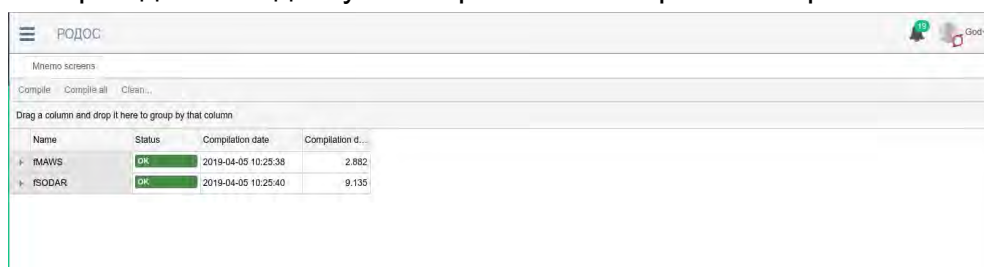 РОДОС
19
God
Mnemo screens
Compile Compile all Clean...
Drag a column and drop it here to group by that column
Name Status Compilation date Compilation d...
fMAWS OK 2019-04-05 10:25:38 2.882
fSODAR OK 2019-04-05 10:25:40 9.135